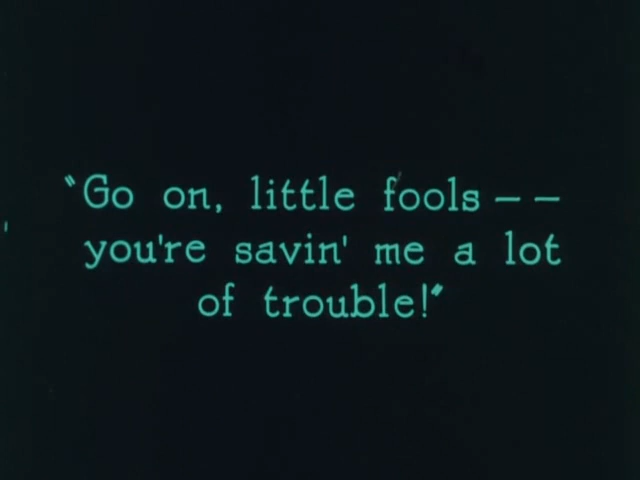 "Go on, little fools — —
you're savin' me a lot
of trouble!"